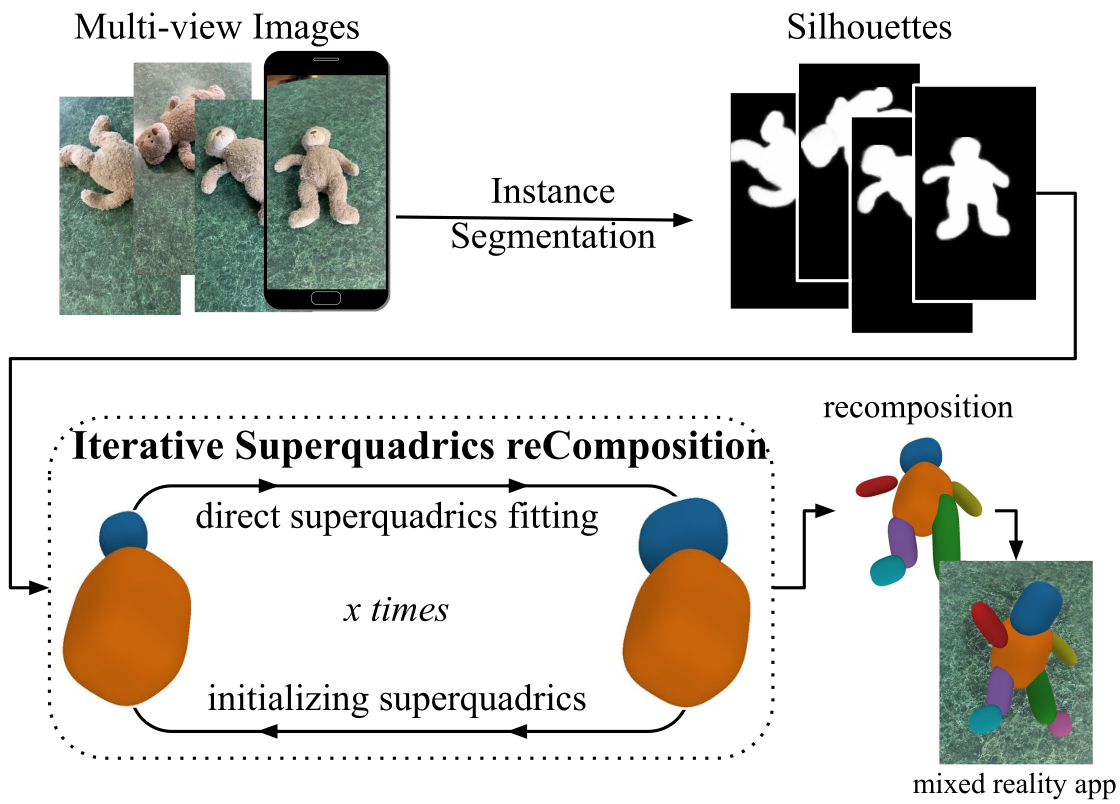 Multi-view Images
Silhouettes
Instance
Segmentation
recomposition
Iterative Superquadrics reComposition
direct superquadrics fitting
x times
initializing superquadrics
mixed reality app